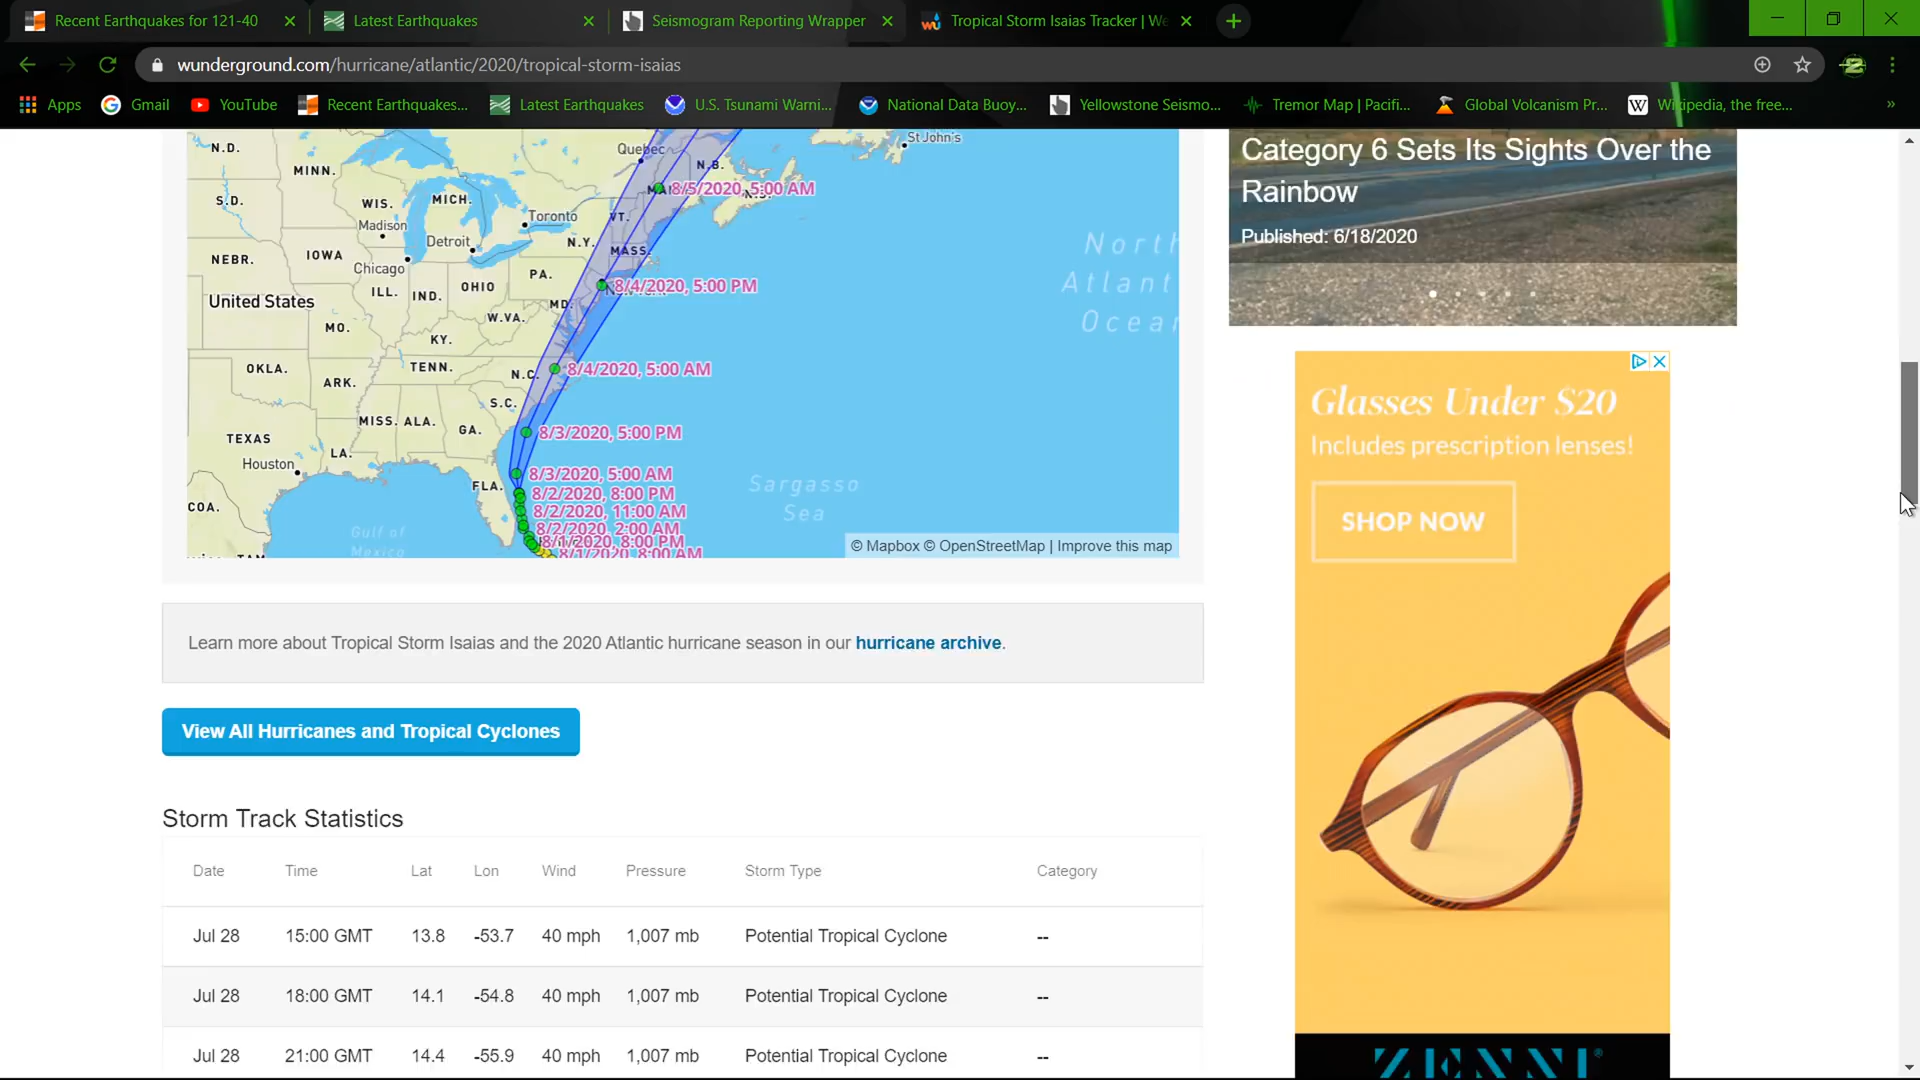 Recent Earthquakes for 121-40
Latest Earthquakes
Seismogram Reporting Wrapper
Tropical Storm Isaias Tracker | We
wunderground.com/hurricane/atlantic/2020/tropical-storm-isaias
Apps
Gmail
YouTube
Recent Earthquakes...
Latest Earthquakes
U.S. Tsunami Warni...
National Data Buoy...
Yellowstone Seismo...
Tremor Map | Pacifi...
Global Volcanism Pr...
Wikipedia, the free...
»
N.D.
MINN.
S.D.
WIS.
MICH.
Madison
Toronto
Detroit
NEBR.
IOWA
Chicago
N.Y.
VT.
MASS.
Quebec
N.B.
St John's
8/5/2020, 5:00 AM
PA.
OHIO
ILL.
IND.
MD.
8/4/2020, 5:00 PM
United States
W.VA.
MO.
KY.
OKLA.
TENN.
N.C.
8/4/2020, 5:00 AM
ARK.
S.C.
MISS.
ALA.
GA.
8/3/2020, 5:00 PM
TEXAS
LA.
Houston
FLA.
8/3/2020, 5:00 AM
8/2/2020, 8:00 PM
8/2/2020, 11:00 AM
8/2/2020, 2:00 AM
8/1/2020, 8:00 PM
8/1/2020, 8:00 AM
COA.
Gulf of
Mexico
Sargasso
Sea
North
Atlant
Ocear
© Mapbox © OpenStreetMap | Improve this map
Category 6 Sets Its Sights Over the
Rainbow
Published: 6/18/2020
Glasses Under $20
Includes prescription lenses!
SHOP NOW
ZENNI®
Learn more about Tropical Storm Isaias and the 2020 Atlantic hurricane season in our hurricane archive.
View All Hurricanes and Tropical Cyclones
Storm Track Statistics
Date Time Lat Lon Wind Pressure Storm Type Category
Jul 28 15:00 GMT 13.8 -53.7 40 mph 1,007 mb Potential Tropical Cyclone --
Jul 28 18:00 GMT 14.1 -54.8 40 mph 1,007 mb Potential Tropical Cyclone --
Jul 28 21:00 GMT 14.4 -55.9 40 mph 1,007 mb Potential Tropical Cyclone --